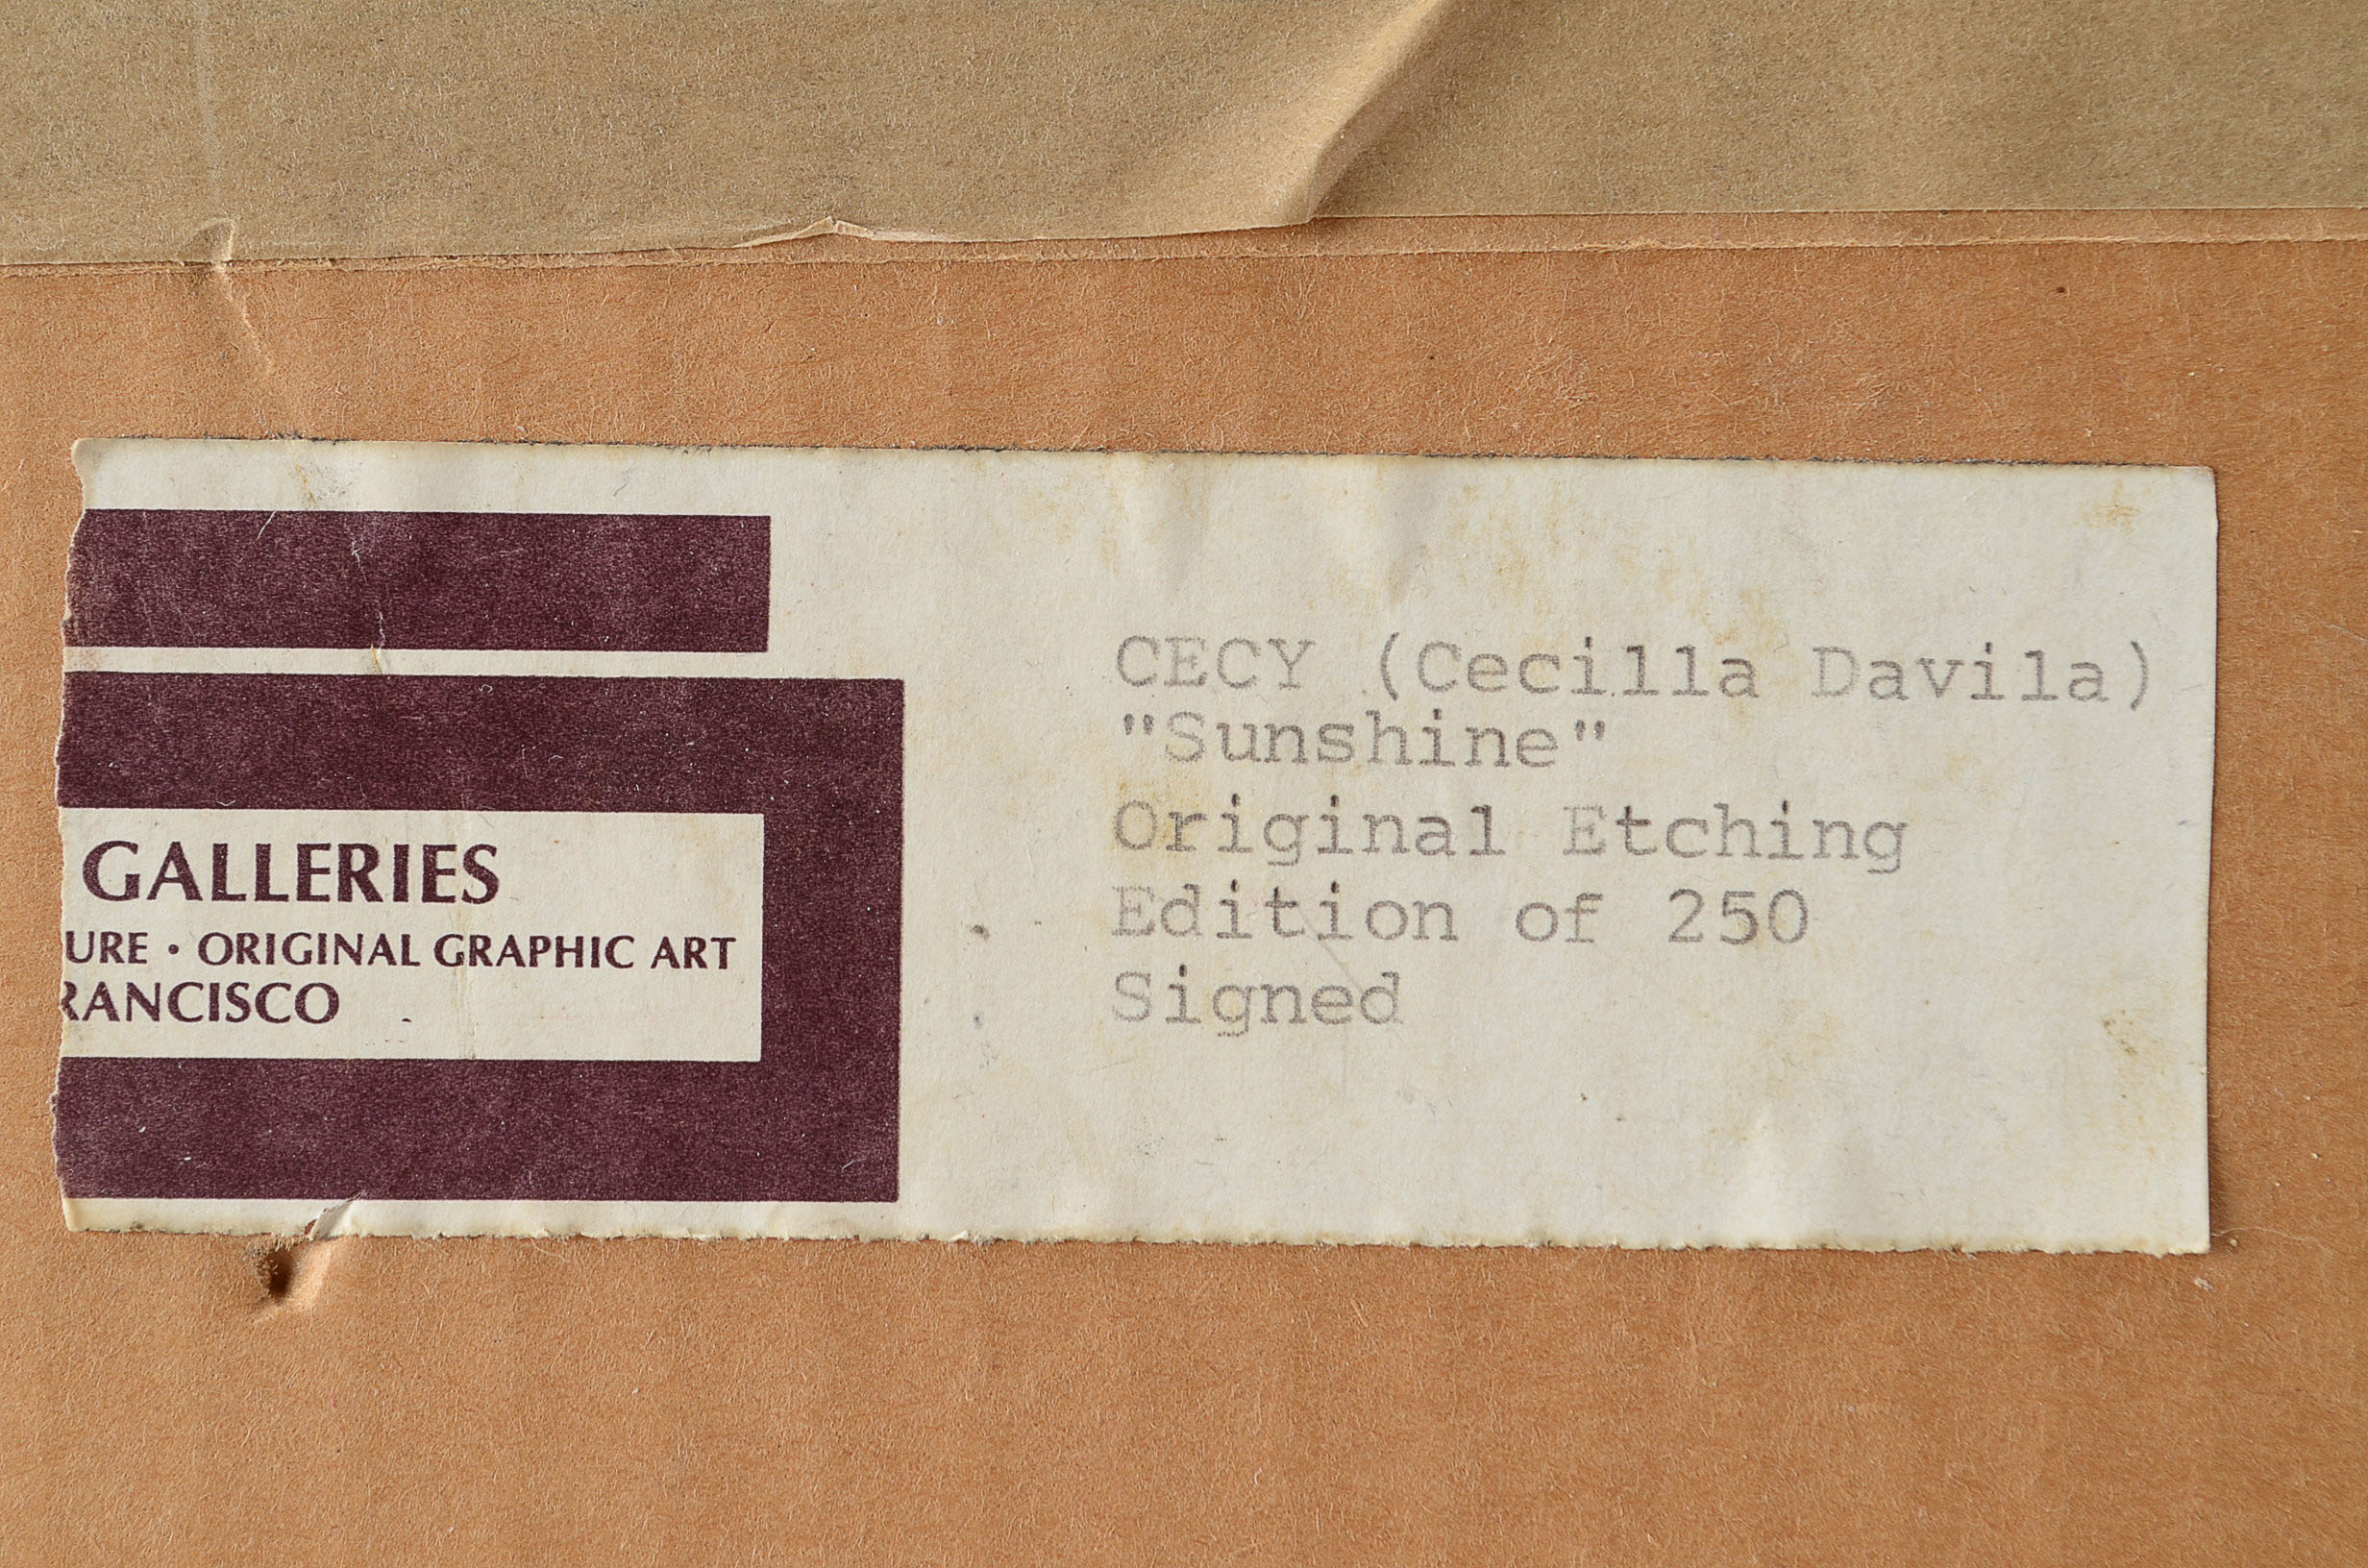 GALLERIES
URE • ORIGINAL GRAPHIC ART
RANCISCO
CECY (Cecilla Davila)
"Sunshine"
Original Etching
Edition of 250
Signed